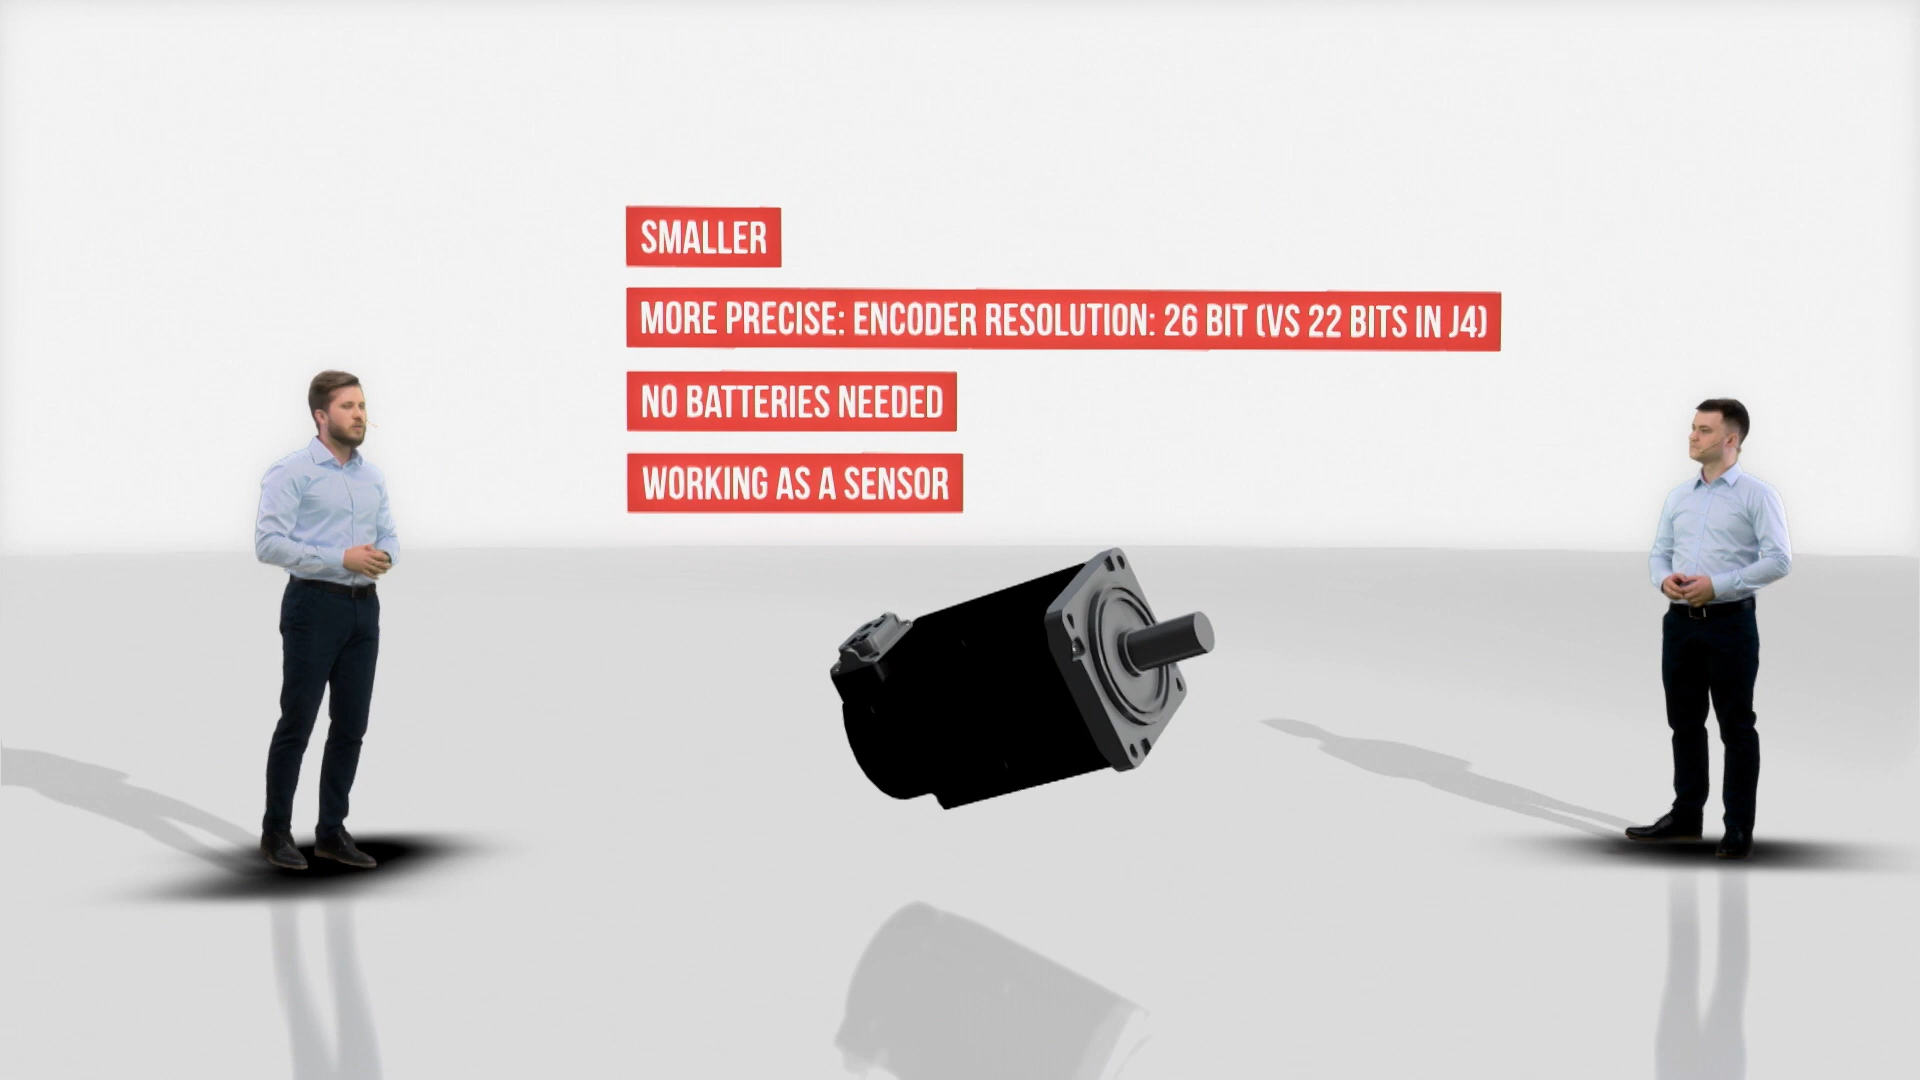 SMALLER
MORE PRECISE: ENCODER RESOLUTION: 26 BIT (VS 22 BITS IN J4)
NO BATTERIES NEEDED
WORKING AS A SENSOR